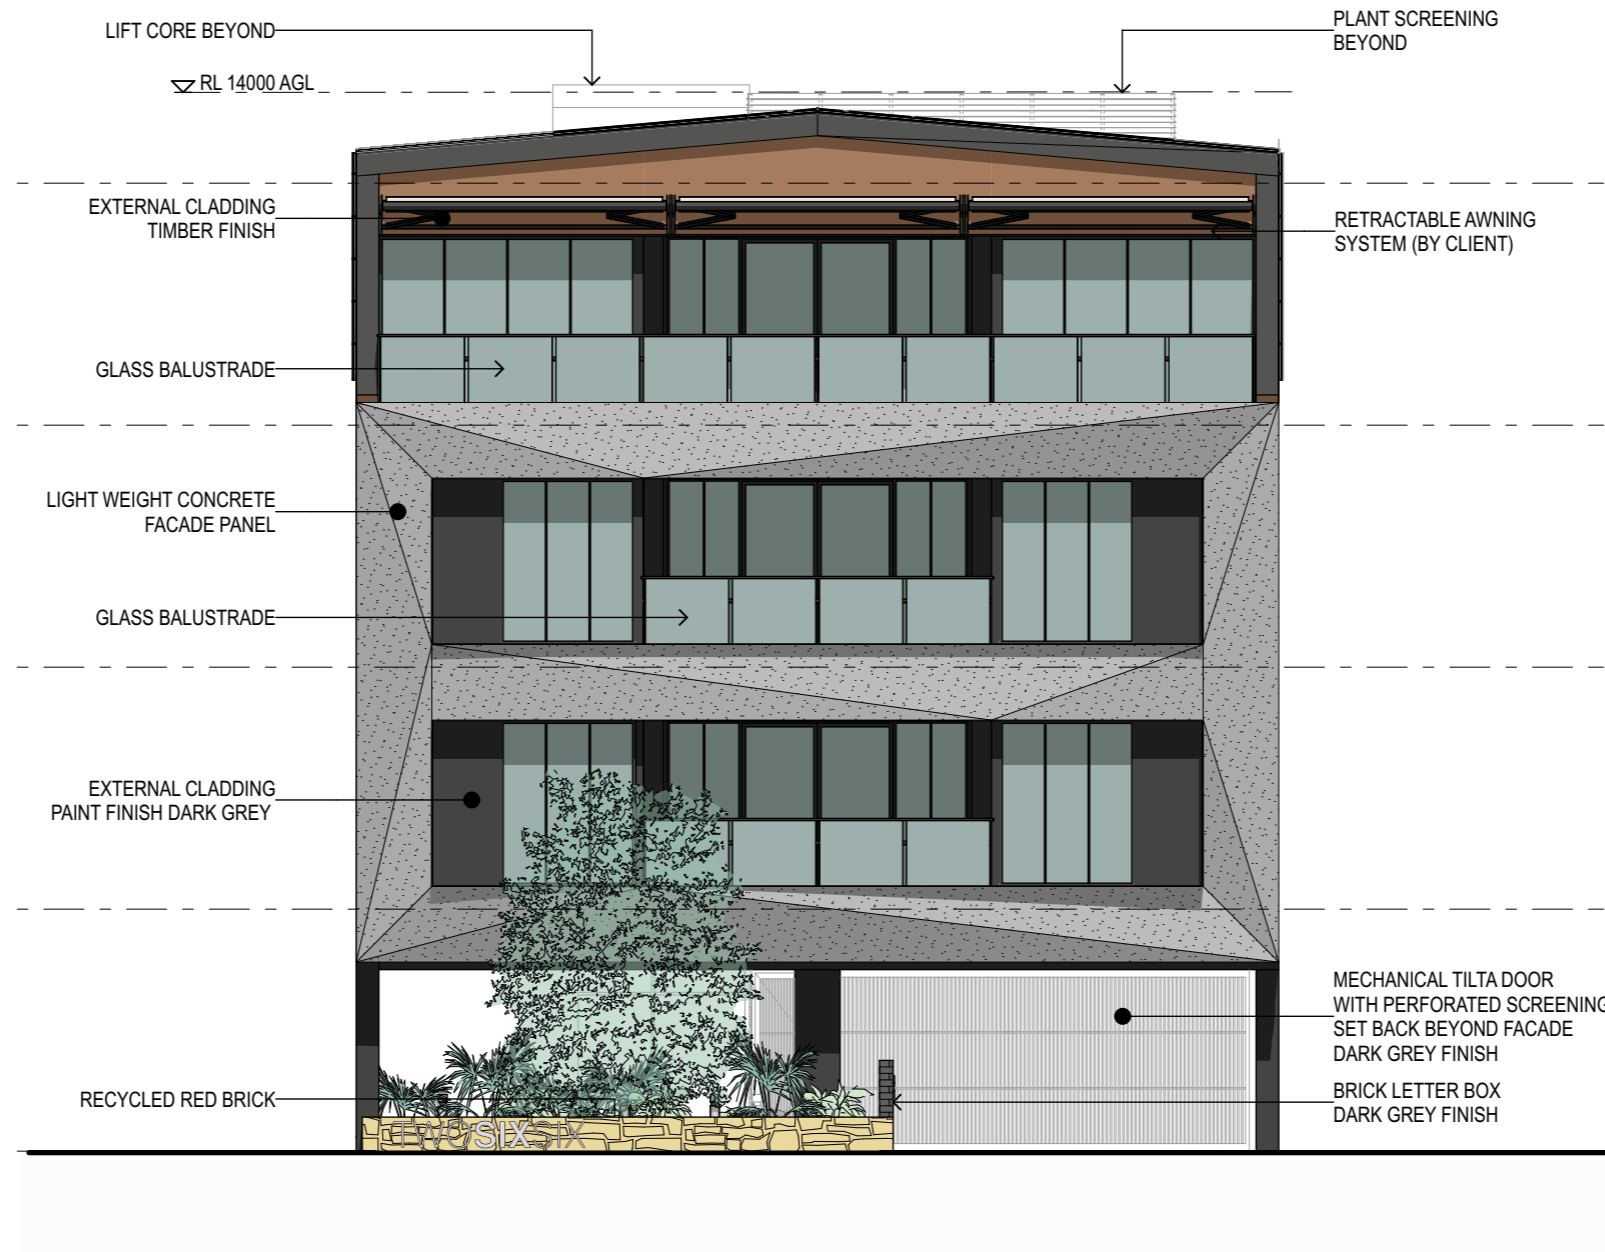 LIFT CORE BEYOND
PLANT SCREENING
BEYOND
RL 14000 AGL
EXTERNAL CLADDING
TIMBER FINISH
RETRACTABLE AWNING
SYSTEM (BY CLIENT)
GLASS BALUSTRADE
LIGHT WEIGHT CONCRETE
FACADE PANEL
GLASS BALUSTRADE
EXTERNAL CLADDING
PAINT FINISH DARK GREY
MECHANICAL TILTA DOOR
WITH PERFORATED SCREENING
SET BACK BEYOND FACADE
DARK GREY FINISH
RECYCLED RED BRICK
BRICK LETTER BOX
DARK GREY FINISH
TWOSIXSIX